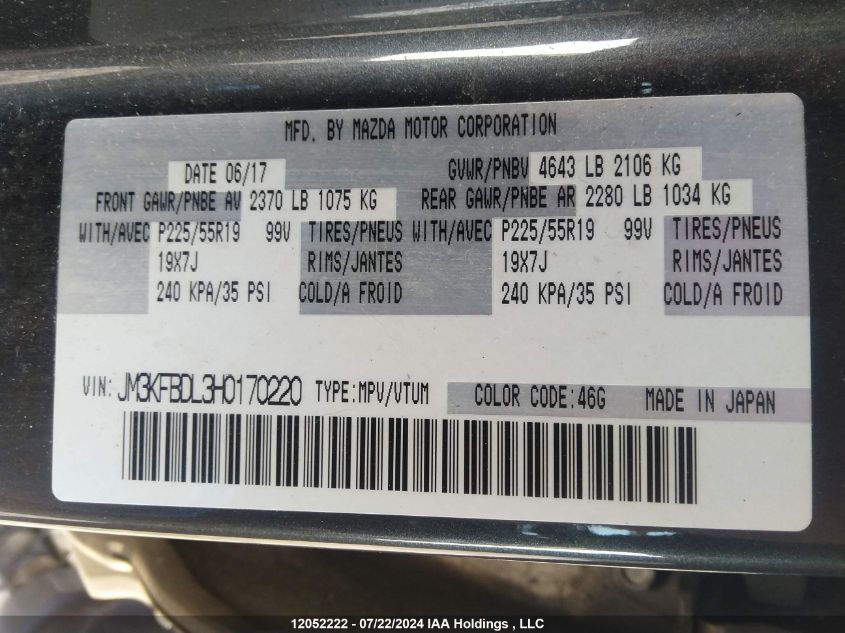 MFD. BY MAZDA MOTOR CORPORATION
DATE 06/17 GVWR/PNBV 4643 LB 2106 KG
FRONT GAWR/PNBE AV 2370 LB 1075 KG REAR GAWR/PNBE AR 2280 LB 1034 KG
WITH/AVEC P225/55R19 99V TIRES/PNEUS WITH/AVEC P225/55R19 99V TIRES/PNEUS
19X7J RIMS/JANTES 19X7J RIMS/JANTES
240 KPA/35 PSI COLD/A FROID 240 KPA/35 PSI COLD/A FROID
VIN: JM3KFBDL3H0170220 TYPE:MPV/VTUM COLOR CODE:46G MADE IN JAPAN
12052222 - 07/22/2024 IAA Holdings , LLC